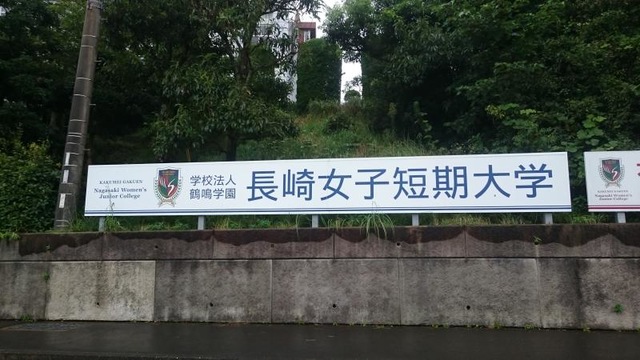 KAKUMEI GAKUEN
Nagasaki Women's
Junior College
学校法人
鶴鳴学園
長崎女子短期大学